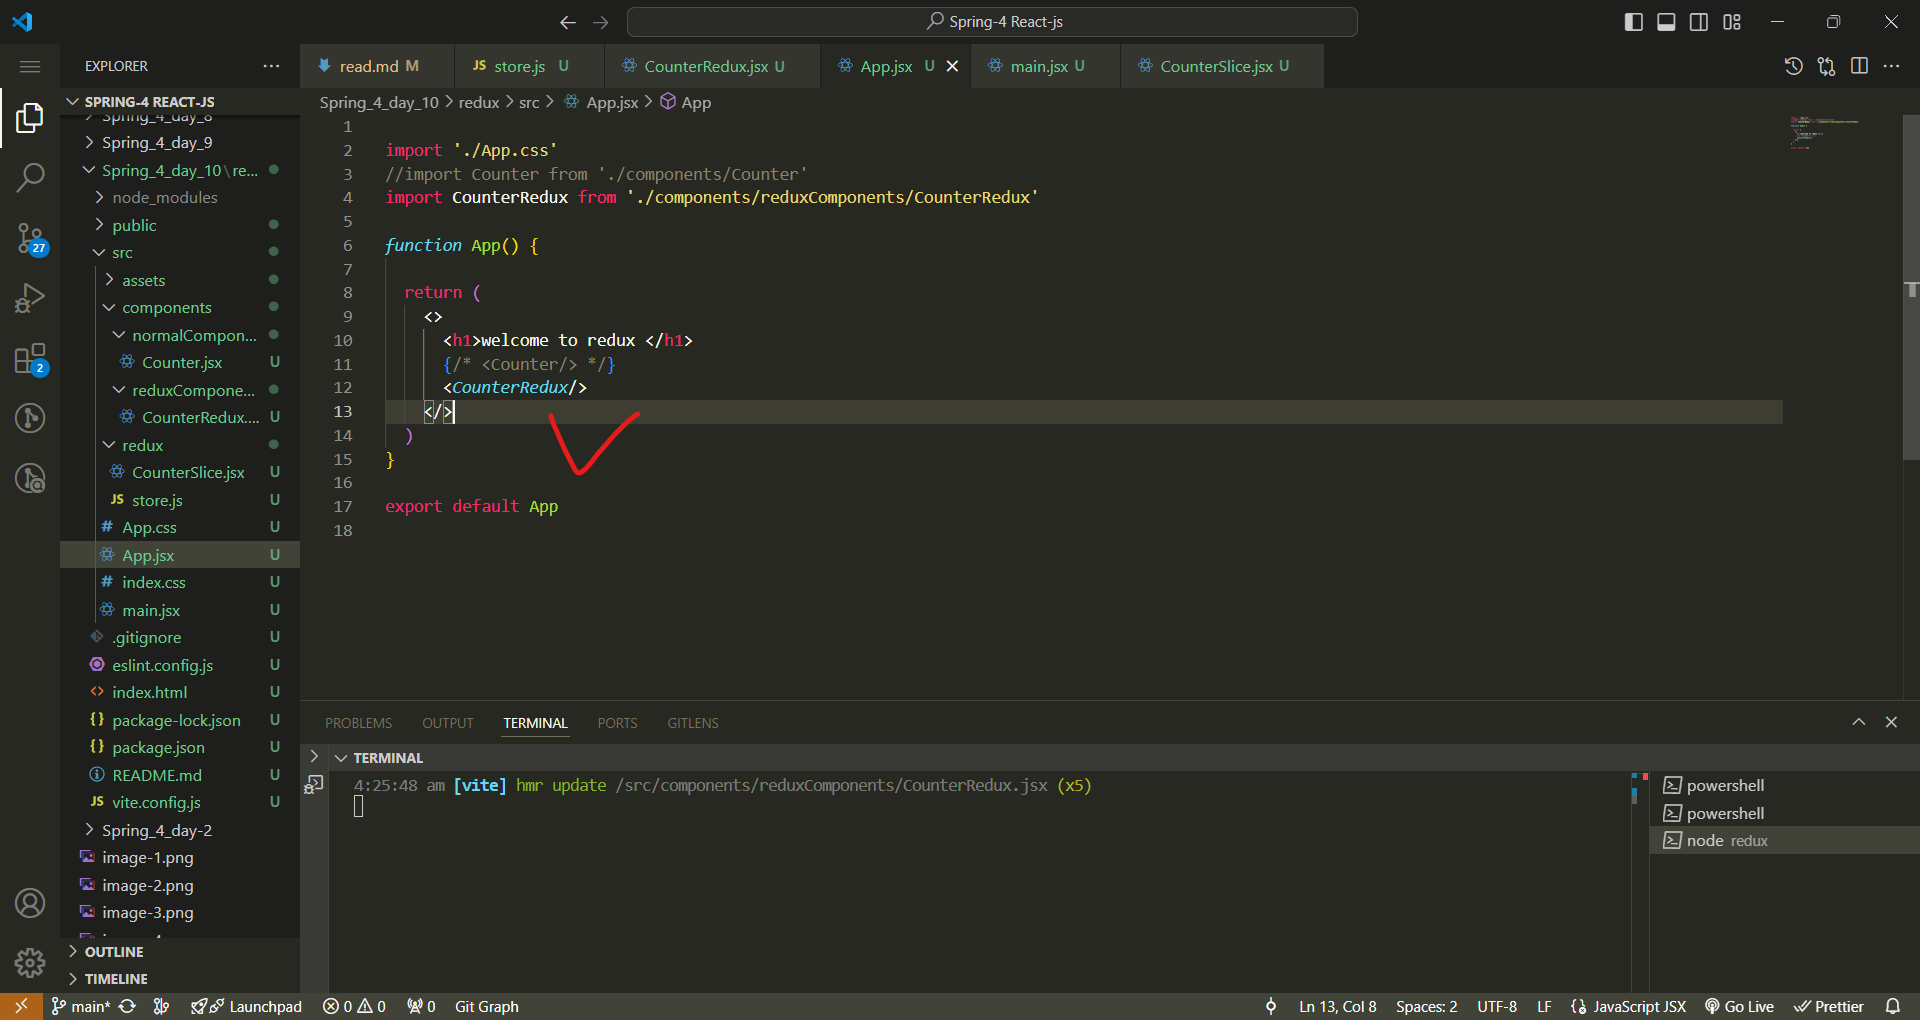 Spring-4 React-js
EXPLORER
SPRING-4 REACT-JS
Spring_4_day_8
Spring_4_day_9
Spring_4_day_10\re...
node_modules
public
src
assets
components
normalCompon...
Counter.jsx U
reduxCompone...
CounterRedux.... U
redux
CounterSlice.jsx U
JS store.js U
# App.css U
App.jsx U
# index.css U
main.jsx U
.gitignore U
eslint.config.js U
<> index.html U
{} package-lock.json U
{} package.json U
README.md U
JS vite.config.js U
Spring_4_day-2
image-1.png
image-2.png
image-3.png
OUTLINE
TIMELINE
27
2
read.md M
JS store.js U
CounterRedux.jsx U
App.jsx U
main.jsx U
CounterSlice.jsx U
Spring_4_day_10 > redux > src > App.jsx > App
1
2 import './App.css'
3 //import Counter from './components/Counter'
4 import CounterRedux from './components/reduxComponents/CounterRedux'
5
6 function App() {
7
8 return (
9 <>
10 <h1>welcome to redux </h1>
11 {/* <Counter/> */}
12 <CounterRedux/>
13 </>
14 )
15 }
16
17 export default App
18
PROBLEMS OUTPUT TERMINAL PORTS GITLENS
TERMINAL
4:25:48 am [vite] hmr update /src/components/reduxComponents/CounterRedux.jsx (x5)
powershell
powershell
node redux
main* Launchpad 0 0 0 Git Graph Ln 13, Col 8 Spaces: 2 UTF-8 LF JavaScript JSX Go Live Prettier